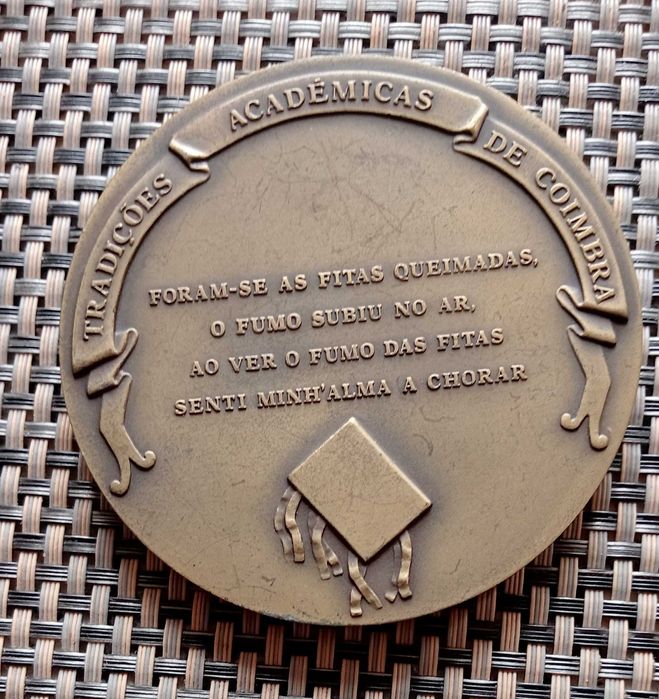 TRADIÇÕES ACADÉMICAS DE COIMBRA
FORAM-SE AS FITAS QUEIMADAS,
O FUMO SUBIU NO AR,
AO VER O FUMO DAS FITAS
SENTI MINH'ALMA A CHORAR